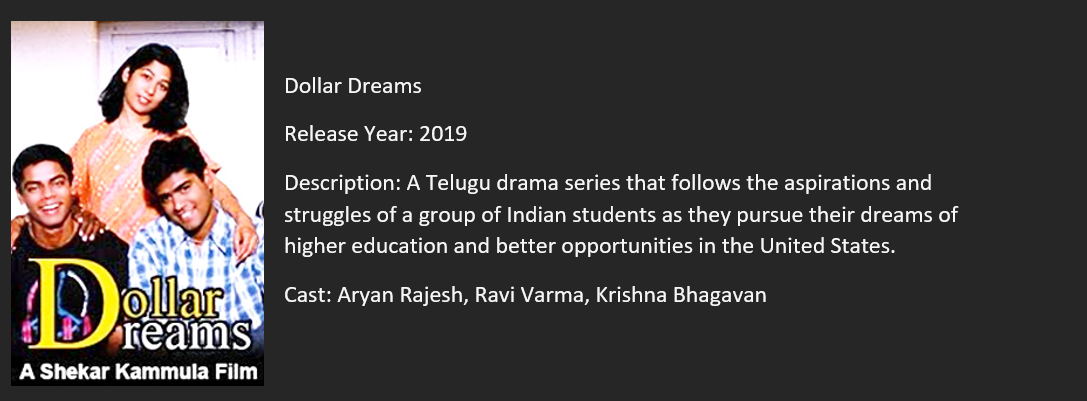 Dollar
Dreams
A Shekar Kammula Film
Dollar Dreams
Release Year: 2019
Description: A Telugu drama series that follows the aspirations and
struggles of a group of Indian students as they pursue their dreams of
higher education and better opportunities in the United States.
Cast: Aryan Rajesh, Ravi Varma, Krishna Bhagavan